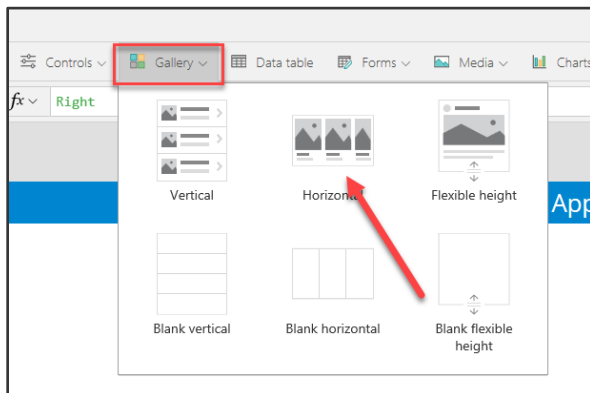 Controls Gallery Data table Forms Media Charts
fx Right
Vertical Horizontal Flexible height
App
Blank vertical Blank horizontal Blank flexible
height